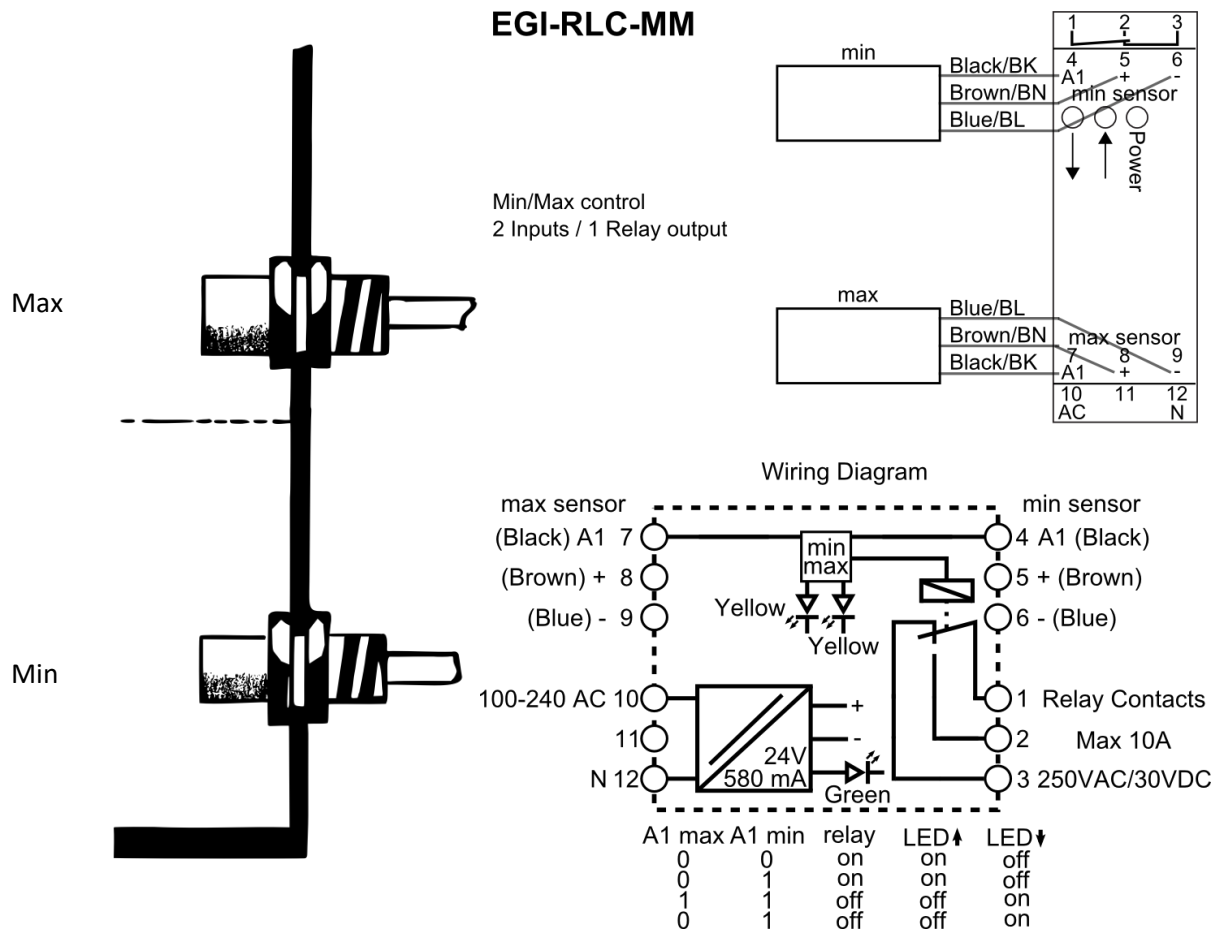 EGI-RLC-MM
Max
Min
Min/Max control
2 Inputs / 1 Relay output
min
Black/BK
Brown/BN
Blue/BL
1 2 3
4 5 6
A1 + -
min sensor
Power
max
Blue/BL
Brown/BN
Black/BK
max sensor
7 8 9
A1 + -
10 11 12
AC N
Wiring Diagram
max sensor
(Black) A1 7
(Brown) + 8
(Blue) - 9
100-240 AC 10
11
N 12
min
max
Yellow
Yellow
+
-
24V
580 mA
Green
min sensor
4 A1 (Black)
5 + (Brown)
6 - (Blue)
1 Relay Contacts
2 Max 10A
3 250VAC/30VDC
A1 max A1 min relay LED⬆ LED⬇
0 0 on on off
0 1 on on off
1 1 off off on
0 1 off off on